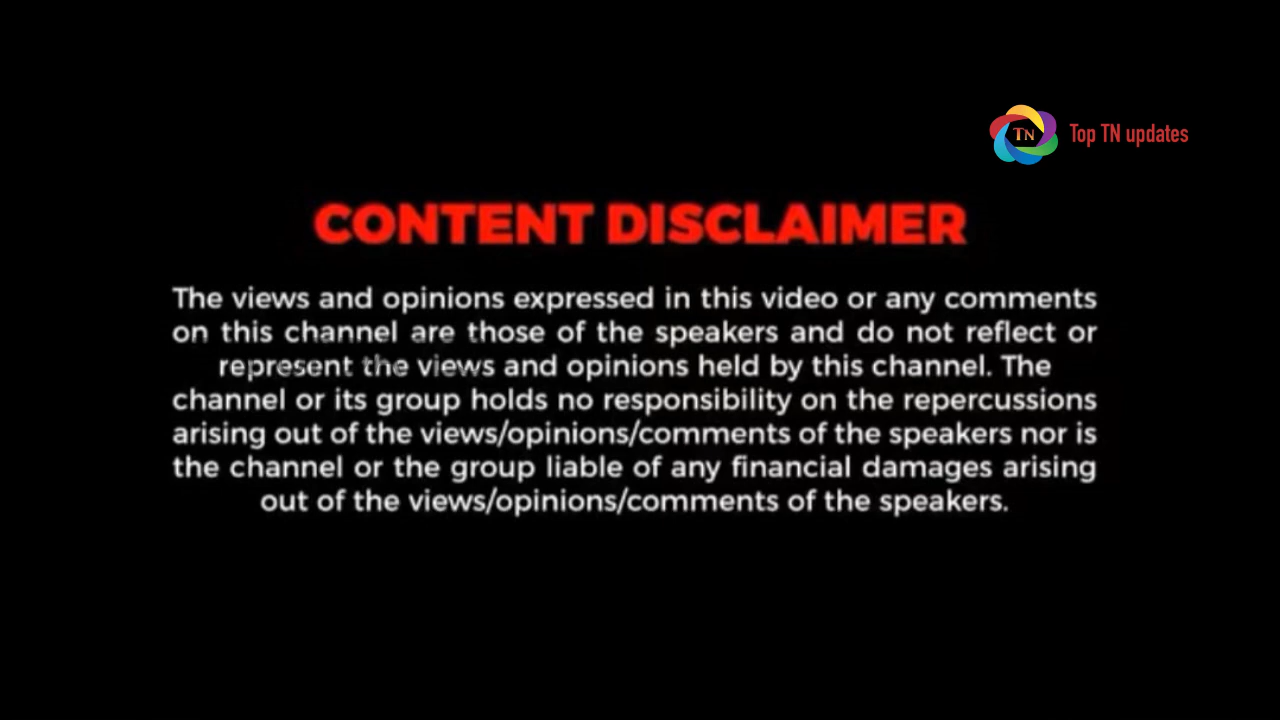 TN
Top TN updates
CONTENT DISCLAIMER
The views and opinions expressed in this video or any comments
on this channel are those of the speakers and do not reflect or
represent the views and opinions held by this channel. The
channel or its group holds no responsibility on the repercussions
arising out of the views/opinions/comments of the speakers nor is
the channel or the group liable of any financial damages arising
out of the views/opinions/comments of the speakers.